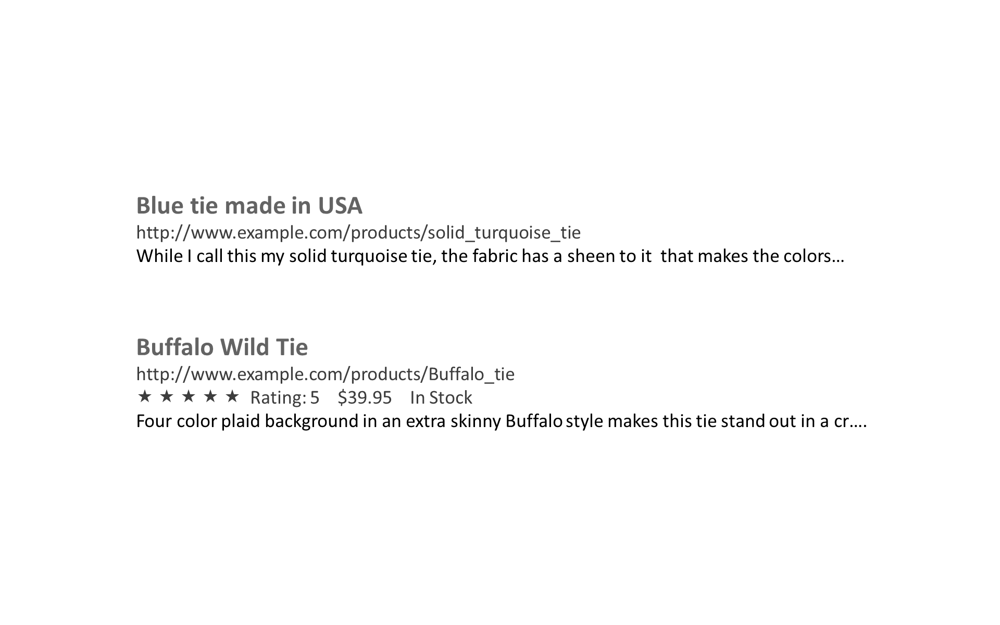 Blue tie made in USA
http://www.example.com/products/solid_turquoise_tie
While I call this my solid turquoise tie, the fabric has a sheen to it  that makes the colors…
Buffalo Wild Tie
http://www.example.com/products/Buffalo_tie
★ ★ ★ ★ ★ Rating: 5 $39.95 In Stock
Four color plaid background in an extra skinny Buffalo style makes this tie stand out in a cr….